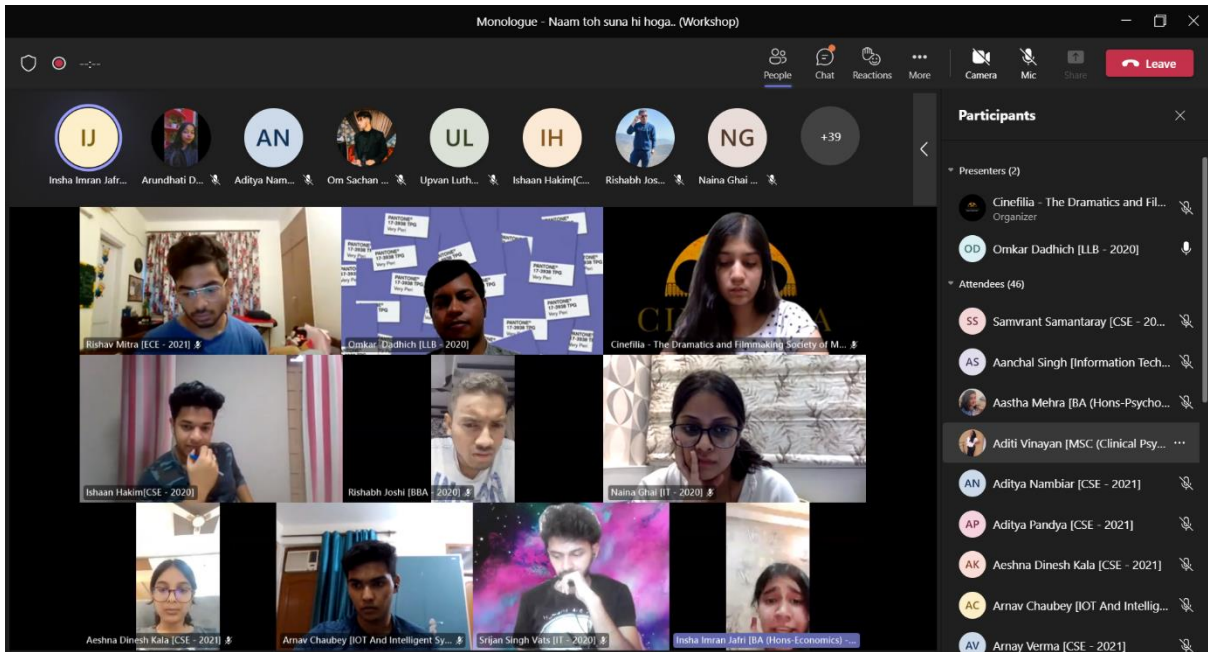 Monologue - Naam toh suna hi hoga.. (Workshop)
--:--
People
Chat
Reactions
More
Camera
Mic
Share
Leave
IJ
AN
UL
IH
NG
+39
Insha Imran Jafr...
Arundhati D...
Aditya Nam...
Om Sachan ...
Upvan Luth...
Ishaan Hakim[C...
Rishabh Jos...
Naina Ghai ...
PANTONE®
17-3938 TPG
Very Peri
CI
A
Rishav Mitra [ECE - 2021]
Omkar Dadhich [LLB - 2020]
Cinefilia - The Dramatics and Filmmaking Society of M...
Ishaan Hakim[CSE - 2020]
Rishabh Joshi [BBA - 2020]
Naina Ghai [IT - 2020]
Aeshna Dinesh Kala [CSE - 2021]
Arnav Chaubey [IOT And Intelligent Sy...
Srijan Singh Vats [IT - 2020]
Insha Imran Jafri [BA (Hons-Economics) -...
Participants
Presenters (2)
Cinefilia - The Dramatics and Fil...
Organizer
OD
Omkar Dadhich [LLB - 2020]
Attendees (46)
SS
Samvrant Samantaray [CSE - 20...
AS
Aanchal Singh [Information Tech...
Aastha Mehra [BA (Hons-Psycho...
Aditi Vinayan [MSC (Clinical Psy...
AN
Aditya Nambiar [CSE - 2021]
AP
Aditya Pandya [CSE - 2021]
AK
Aeshna Dinesh Kala [CSE - 2021]
AC
Arnav Chaubey [IOT And Intellig...
AV
Arnav Verma [CSE - 2021]